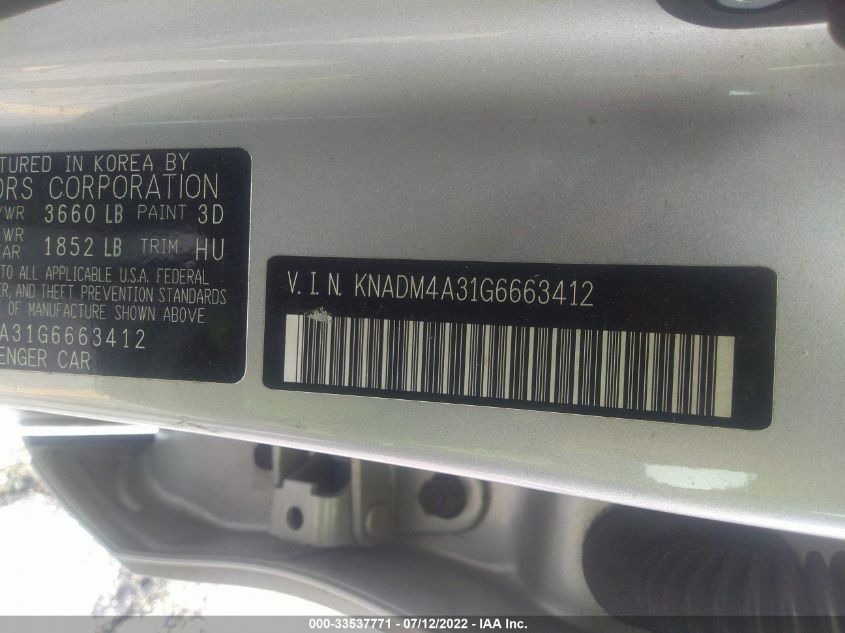 TURED IN KOREA BY
ORS CORPORATION
WR 3660 LB PAINT 3D
WR
EAR 1852 LB TRIM HU
TO ALL APPLICABLE U.S.A. FEDERAL
ER, AND THEFT PREVENTION STANDARDS
OF MANUFACTURE SHOWN ABOVE
A31G6663412
ENGER CAR
V. I N. KNADM4A31G6663412
000-33537771 - 07/12/2022 - IAA Inc.